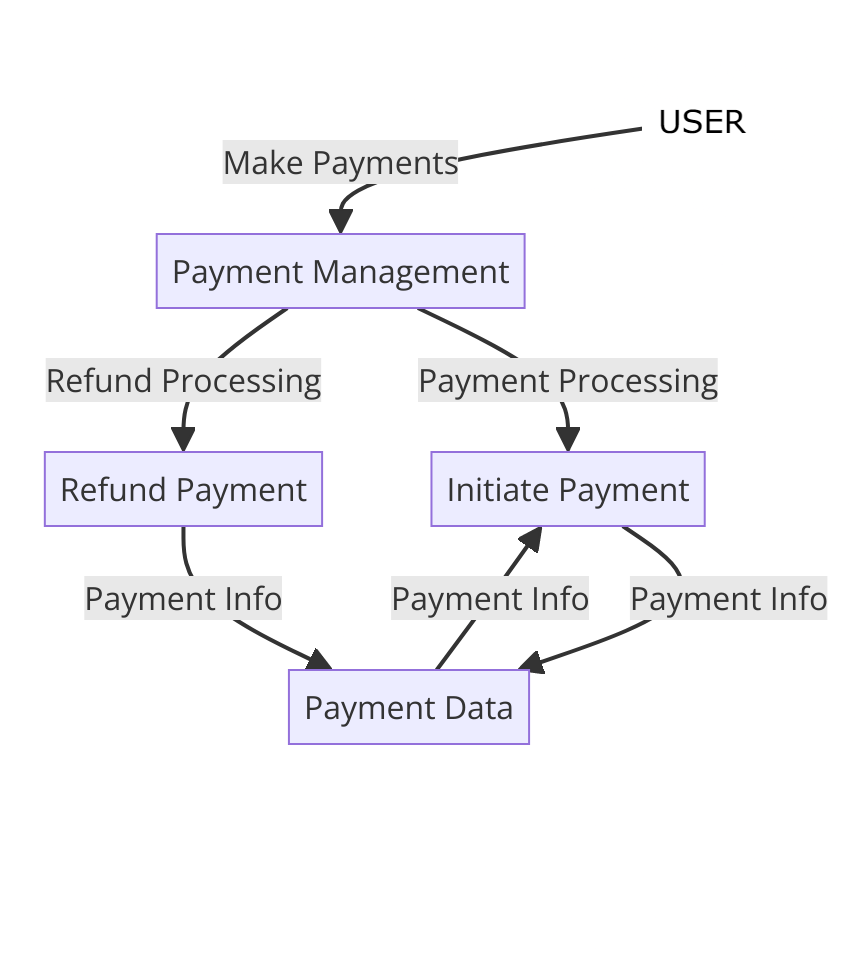 USER
Make Payments
Payment Management
Refund Processing
Payment Processing
Refund Payment
Initiate Payment
Payment Info
Payment Info
Payment Info
Payment Data